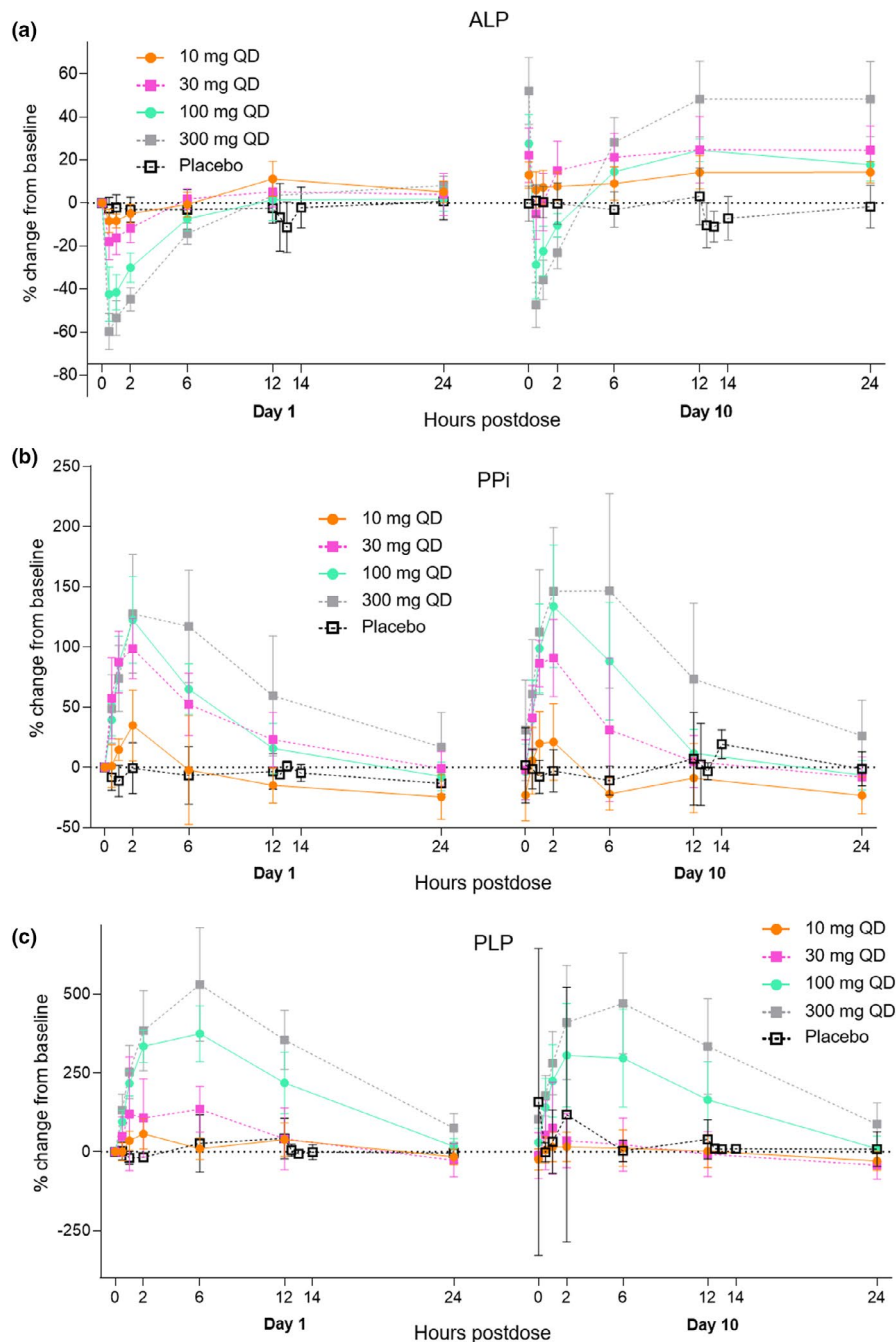 (a)
ALP
10 mg QD
30 mg QD
100 mg QD
300 mg QD
Placebo
% change from baseline
60
40
20
0
-20
-40
-60
-80
0 2 6 12 14 24 0 2 6 12 14 24
Day 1 Hours postdose Day 10
(b)
PPi
10 mg QD
30 mg QD
100 mg QD
300 mg QD
Placebo
% change from baseline
250
200
150
100
50
0
-50
0 2 6 12 14 24 0 2 6 12 14 24
Day 1 Hours postdose Day 10
(c)
PLP
10 mg QD
30 mg QD
100 mg QD
300 mg QD
Placebo
% change from baseline
500
250
0
-250
0 2 6 12 14 24 0 2 6 12 14 24
Day 1 Hours postdose Day 10